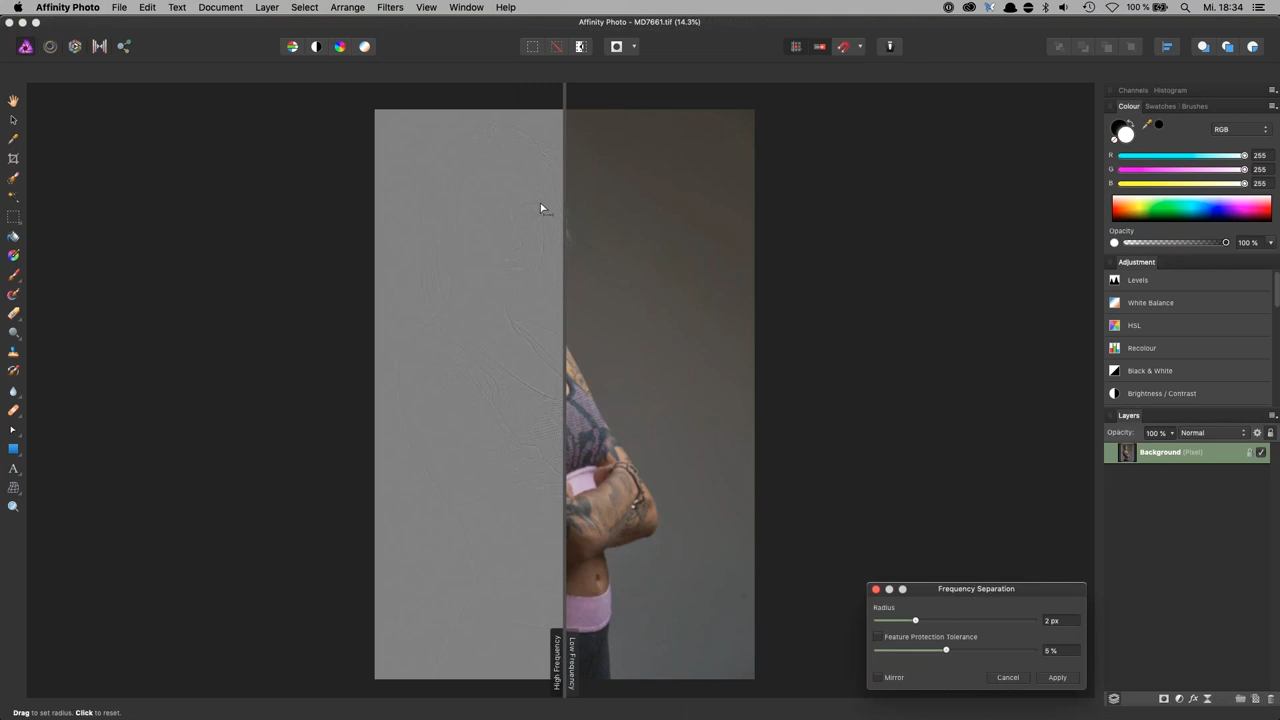 Affinity Photo File Edit Text Document Layer Select Arrange Filters View Window Help 100 % Mi. 18:34
Affinity Photo - MD7661.tif (14.3%)
Channels Histogram
Colour Swatches Brushes
RGB
R 255
G 255
B 255
Opacity
100 %
Adjustment
Levels
White Balance
HSL
Recolour
Black & White
Brightness / Contrast
Layers
Opacity: 100 % Normal
Background (Pixel)
Frequency Separation
Radius
2 px
Feature Protection Tolerance
5 %
Mirror Cancel Apply
High Frequency
Low Frequency
Drag to set radius. Click to reset.